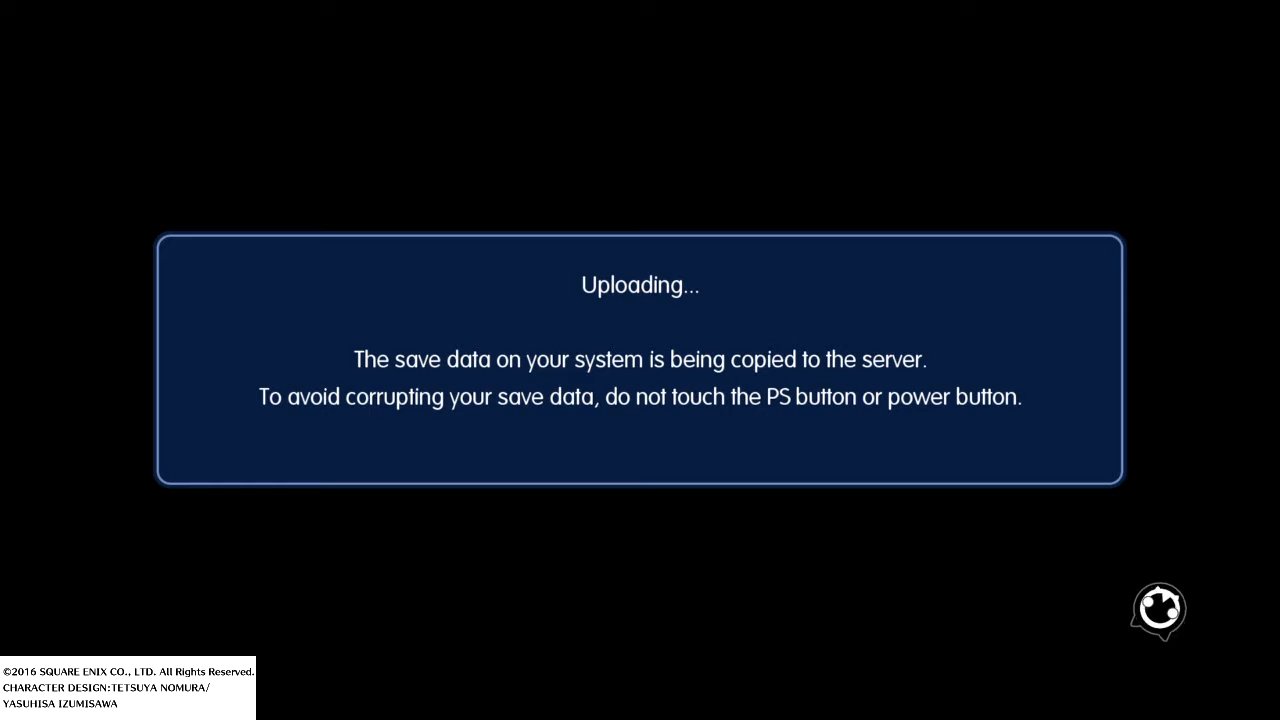 Uploading...
The save data on your system is being copied to the server.
To avoid corrupting your save data, do not touch the PS button or power button.
©2016 SQUARE ENIX CO., LTD. All Rights Reserved.
CHARACTER DESIGN:TETSUYA NOMURA/
YASUHISA IZUMISAWA